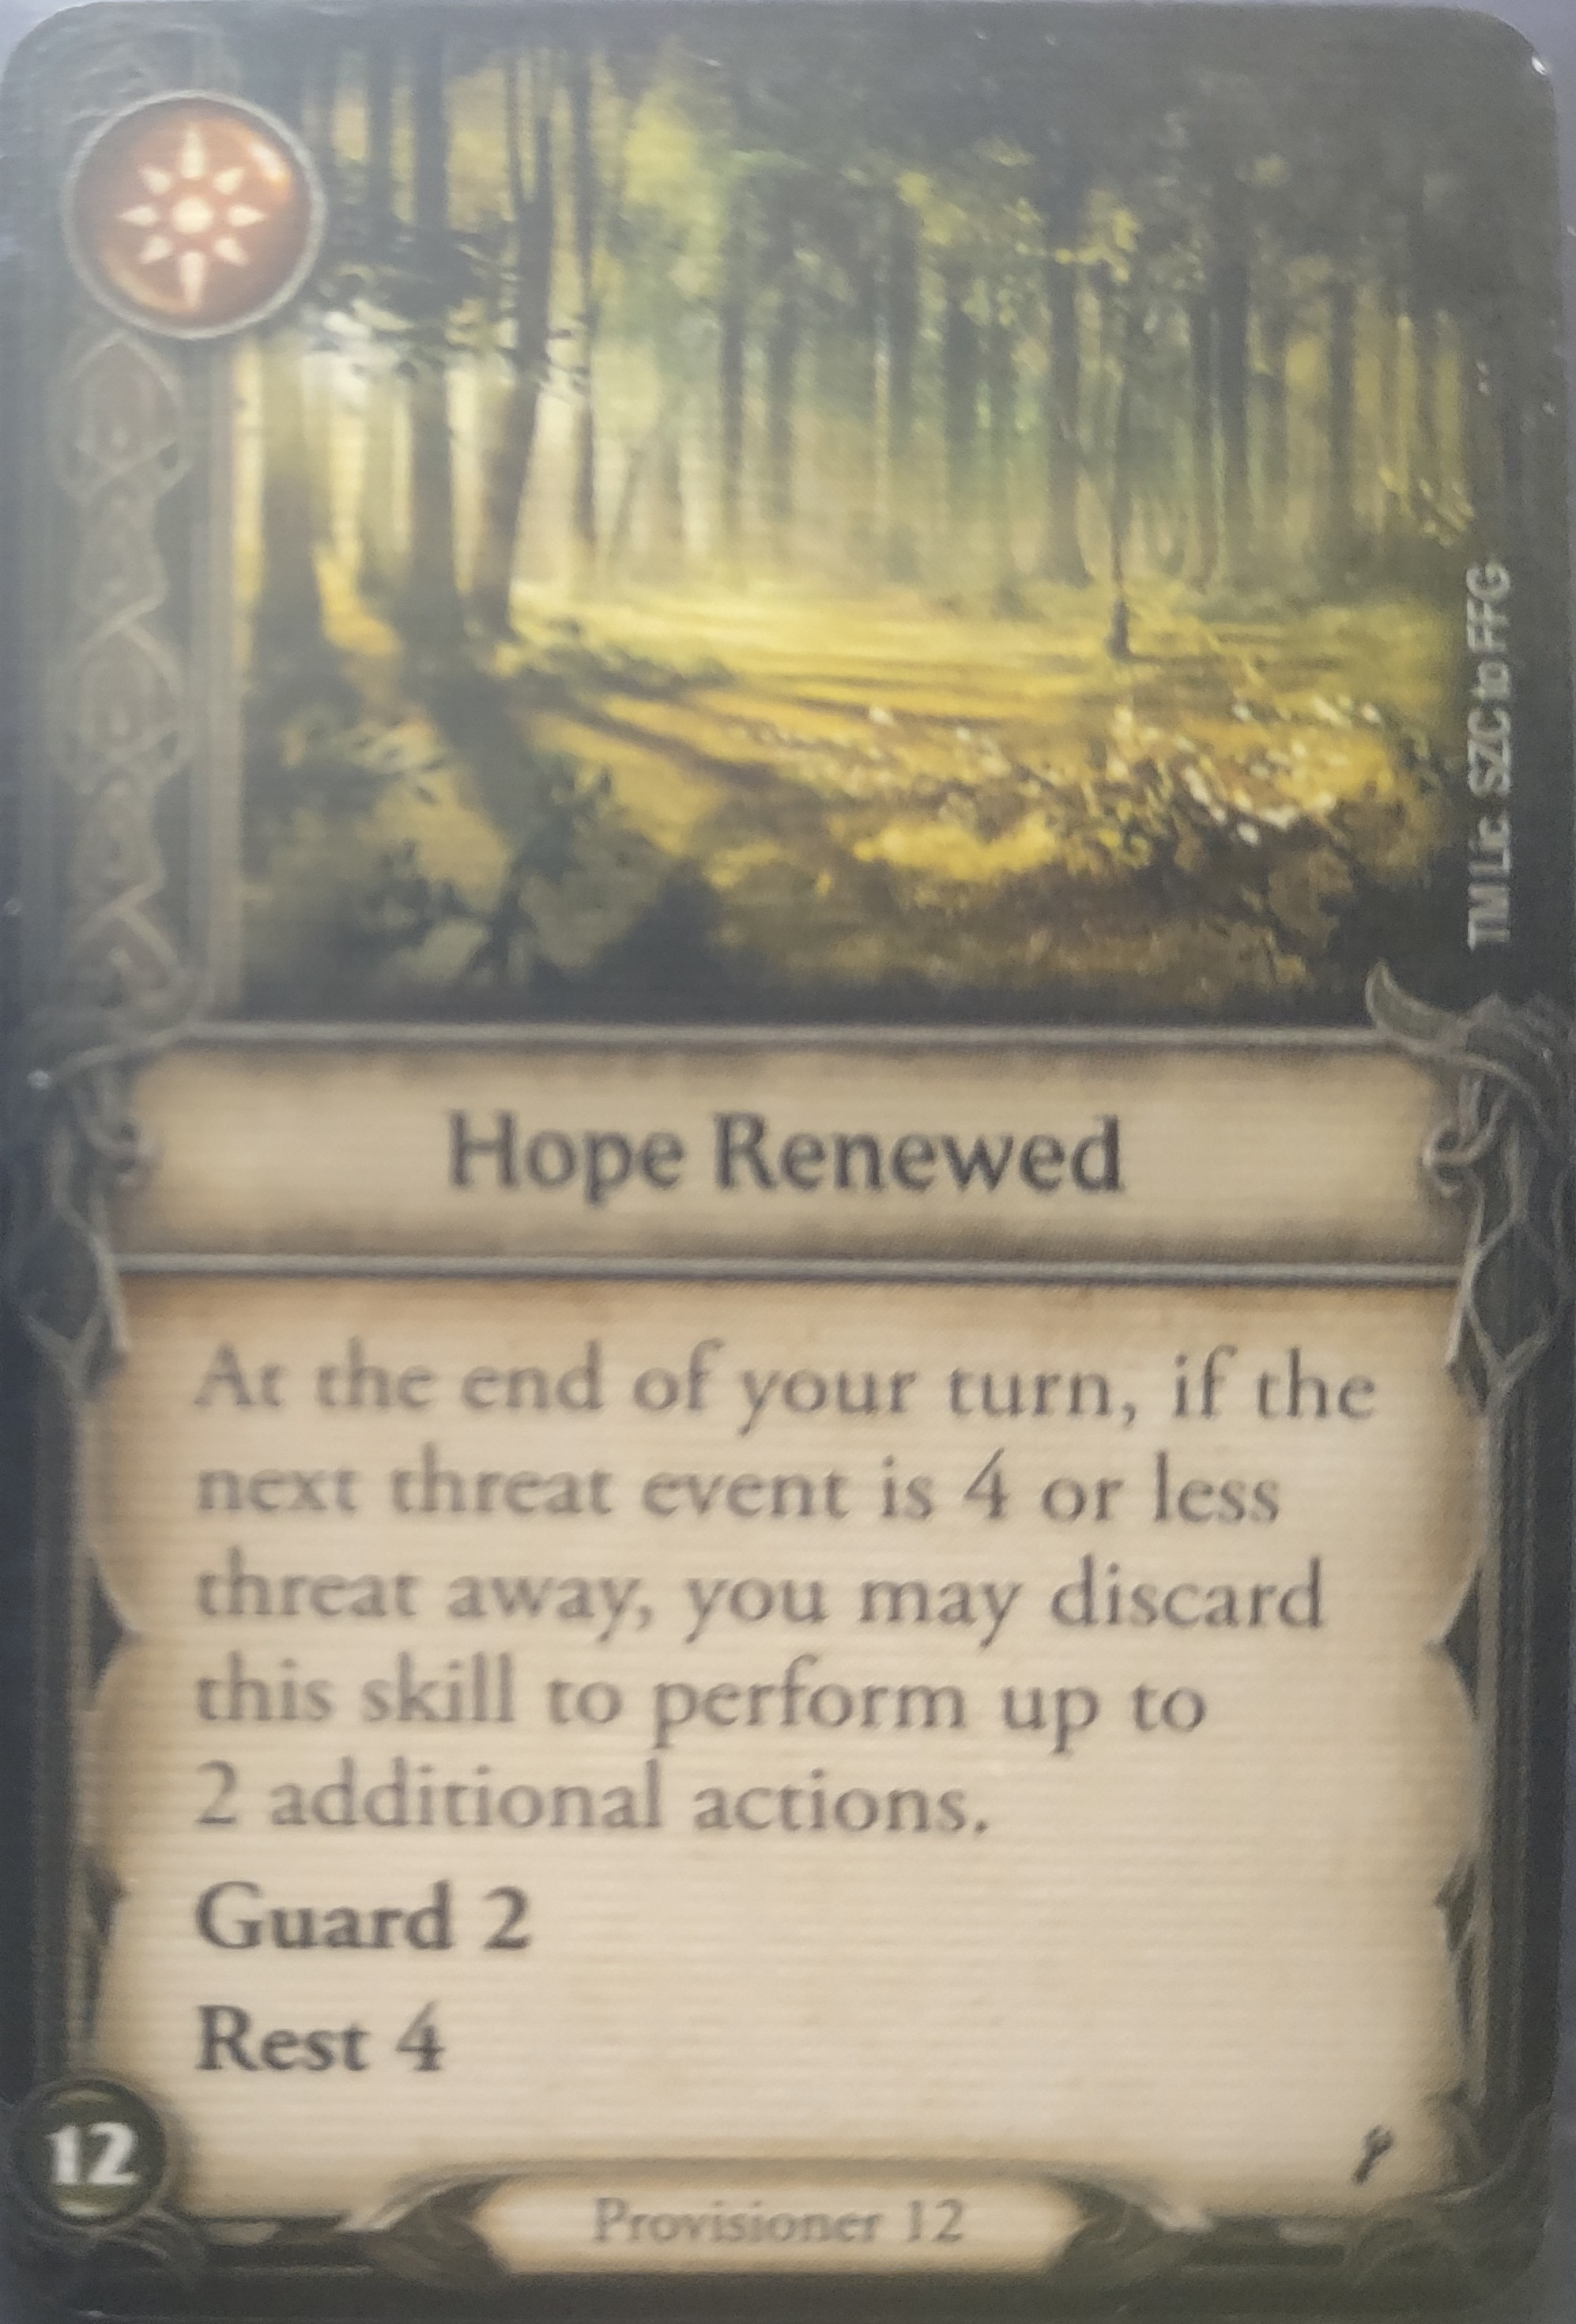 TM Lic. SZC to FFG
Hope Renewed
At the end of your turn, if the
next threat event is 4 or less
threat away, you may discard
this skill to perform up to
2 additional actions.
Guard 2
Rest 4
12
Provisioner 12